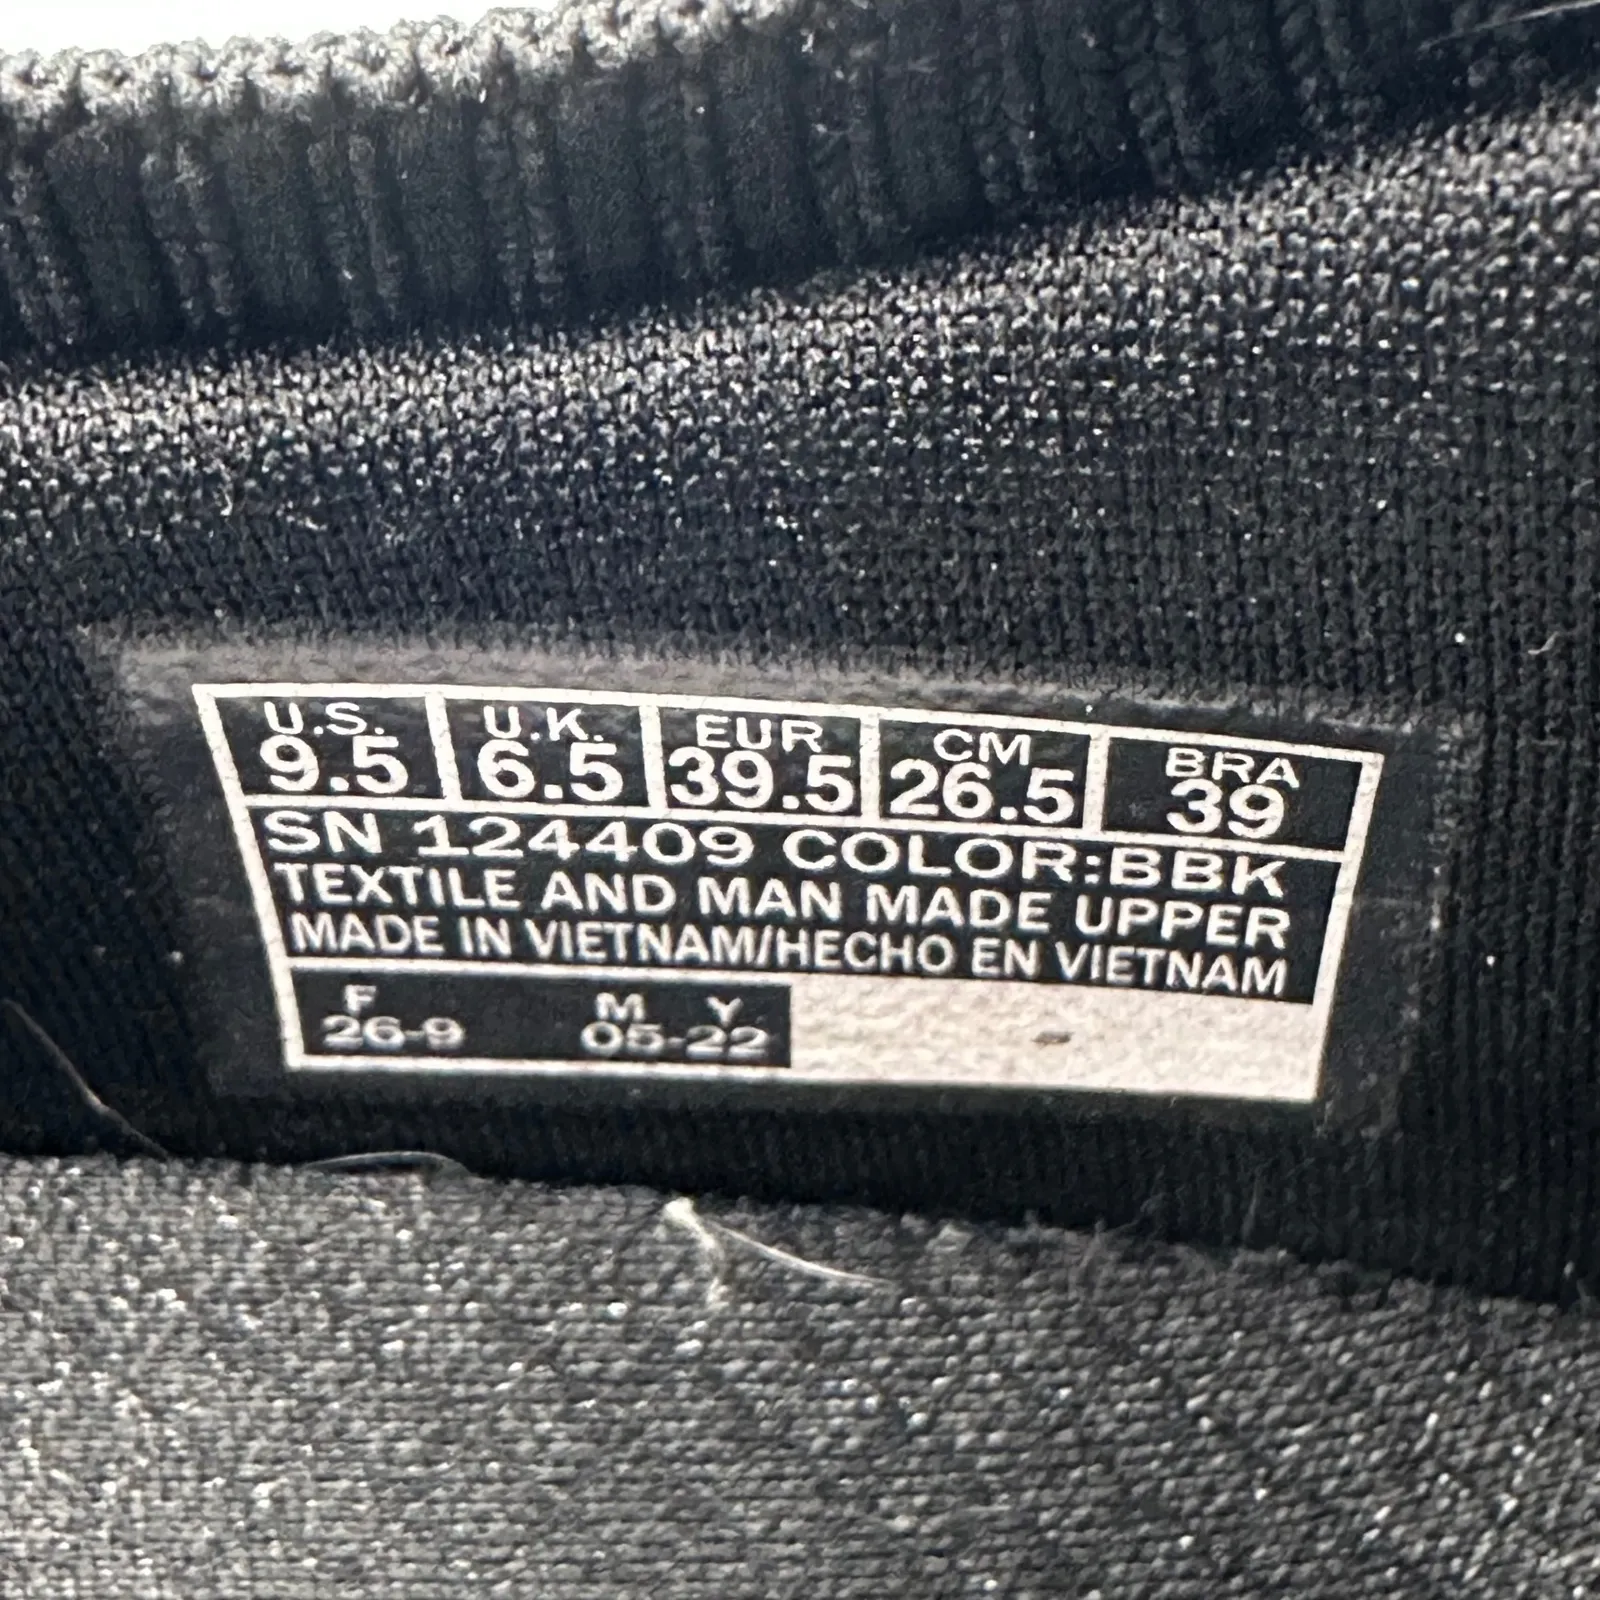 U.S. U.K. EUR CM BRA
9.5 6.5 39.5 26.5 39
SN 124409 COLOR:BBK
TEXTILE AND MAN MADE UPPER
MADE IN VIETNAM/HECHO EN VIETNAM
F M Y
26-9 05-22